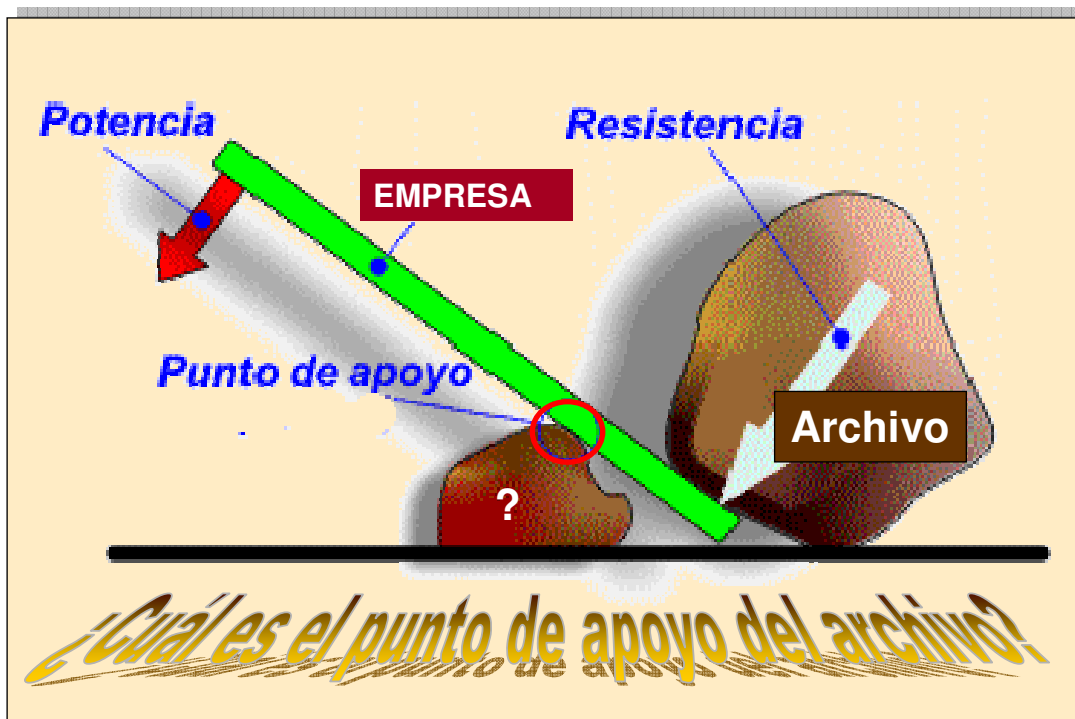 Potencia
Resistencia
EMPRESA
Punto de apoyo
Archivo
?
¿Cuál es el punto de apoyo del archivo?